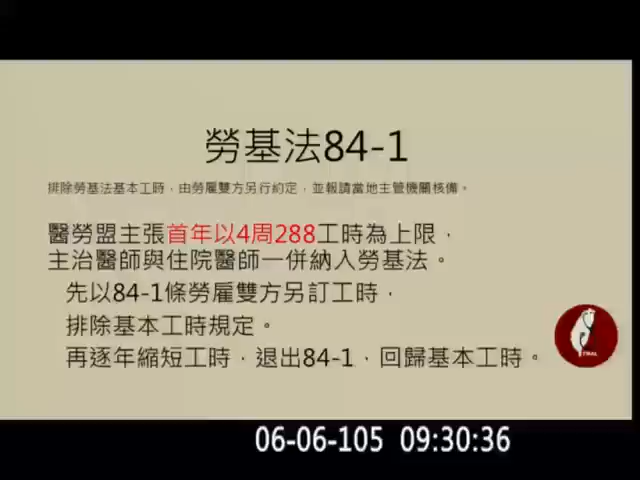 勞基法84-1
排除勞基法基本工時，由勞雇雙方另行約定，並報請當地主管機關核備。
醫勞盟主張首年以4周288工時為上限，
主治醫師與住院醫師一併納入勞基法。
先以84-1條勞雇雙方另訂工時，
排除基本工時規定。
再逐年縮短工時，退出84-1，回歸基本工時。
TMAL
06-06-105 09:30:36